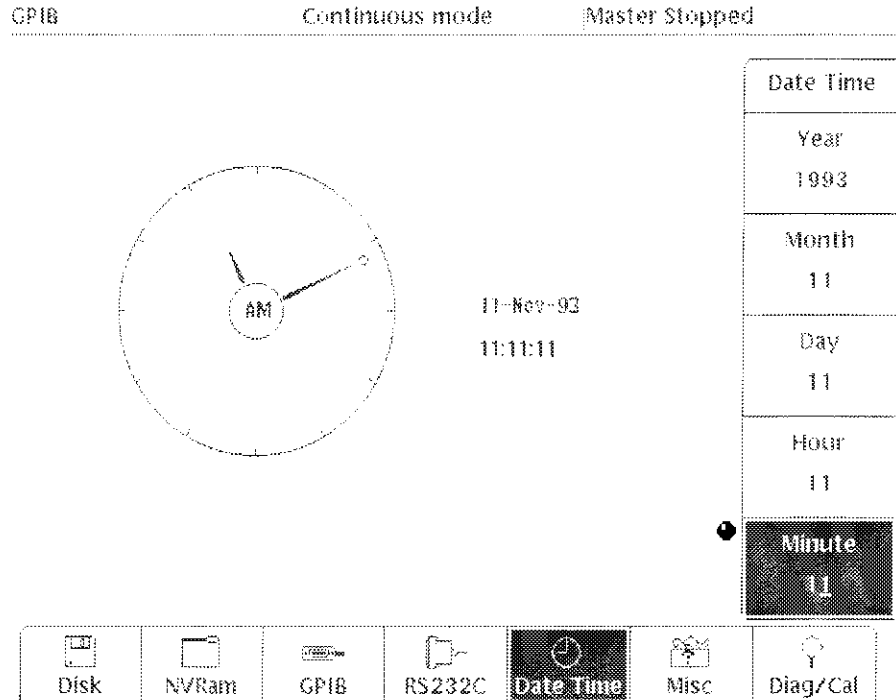 GPIB Continuous mode Master Stopped
Date Time
Year
1993
Month
11
Day
11
Hour
11
Minute
11
AM
11-Nov-93
11:11:11
Disk NVRam GPIB RS232C Date Time Misc Diag/Cal